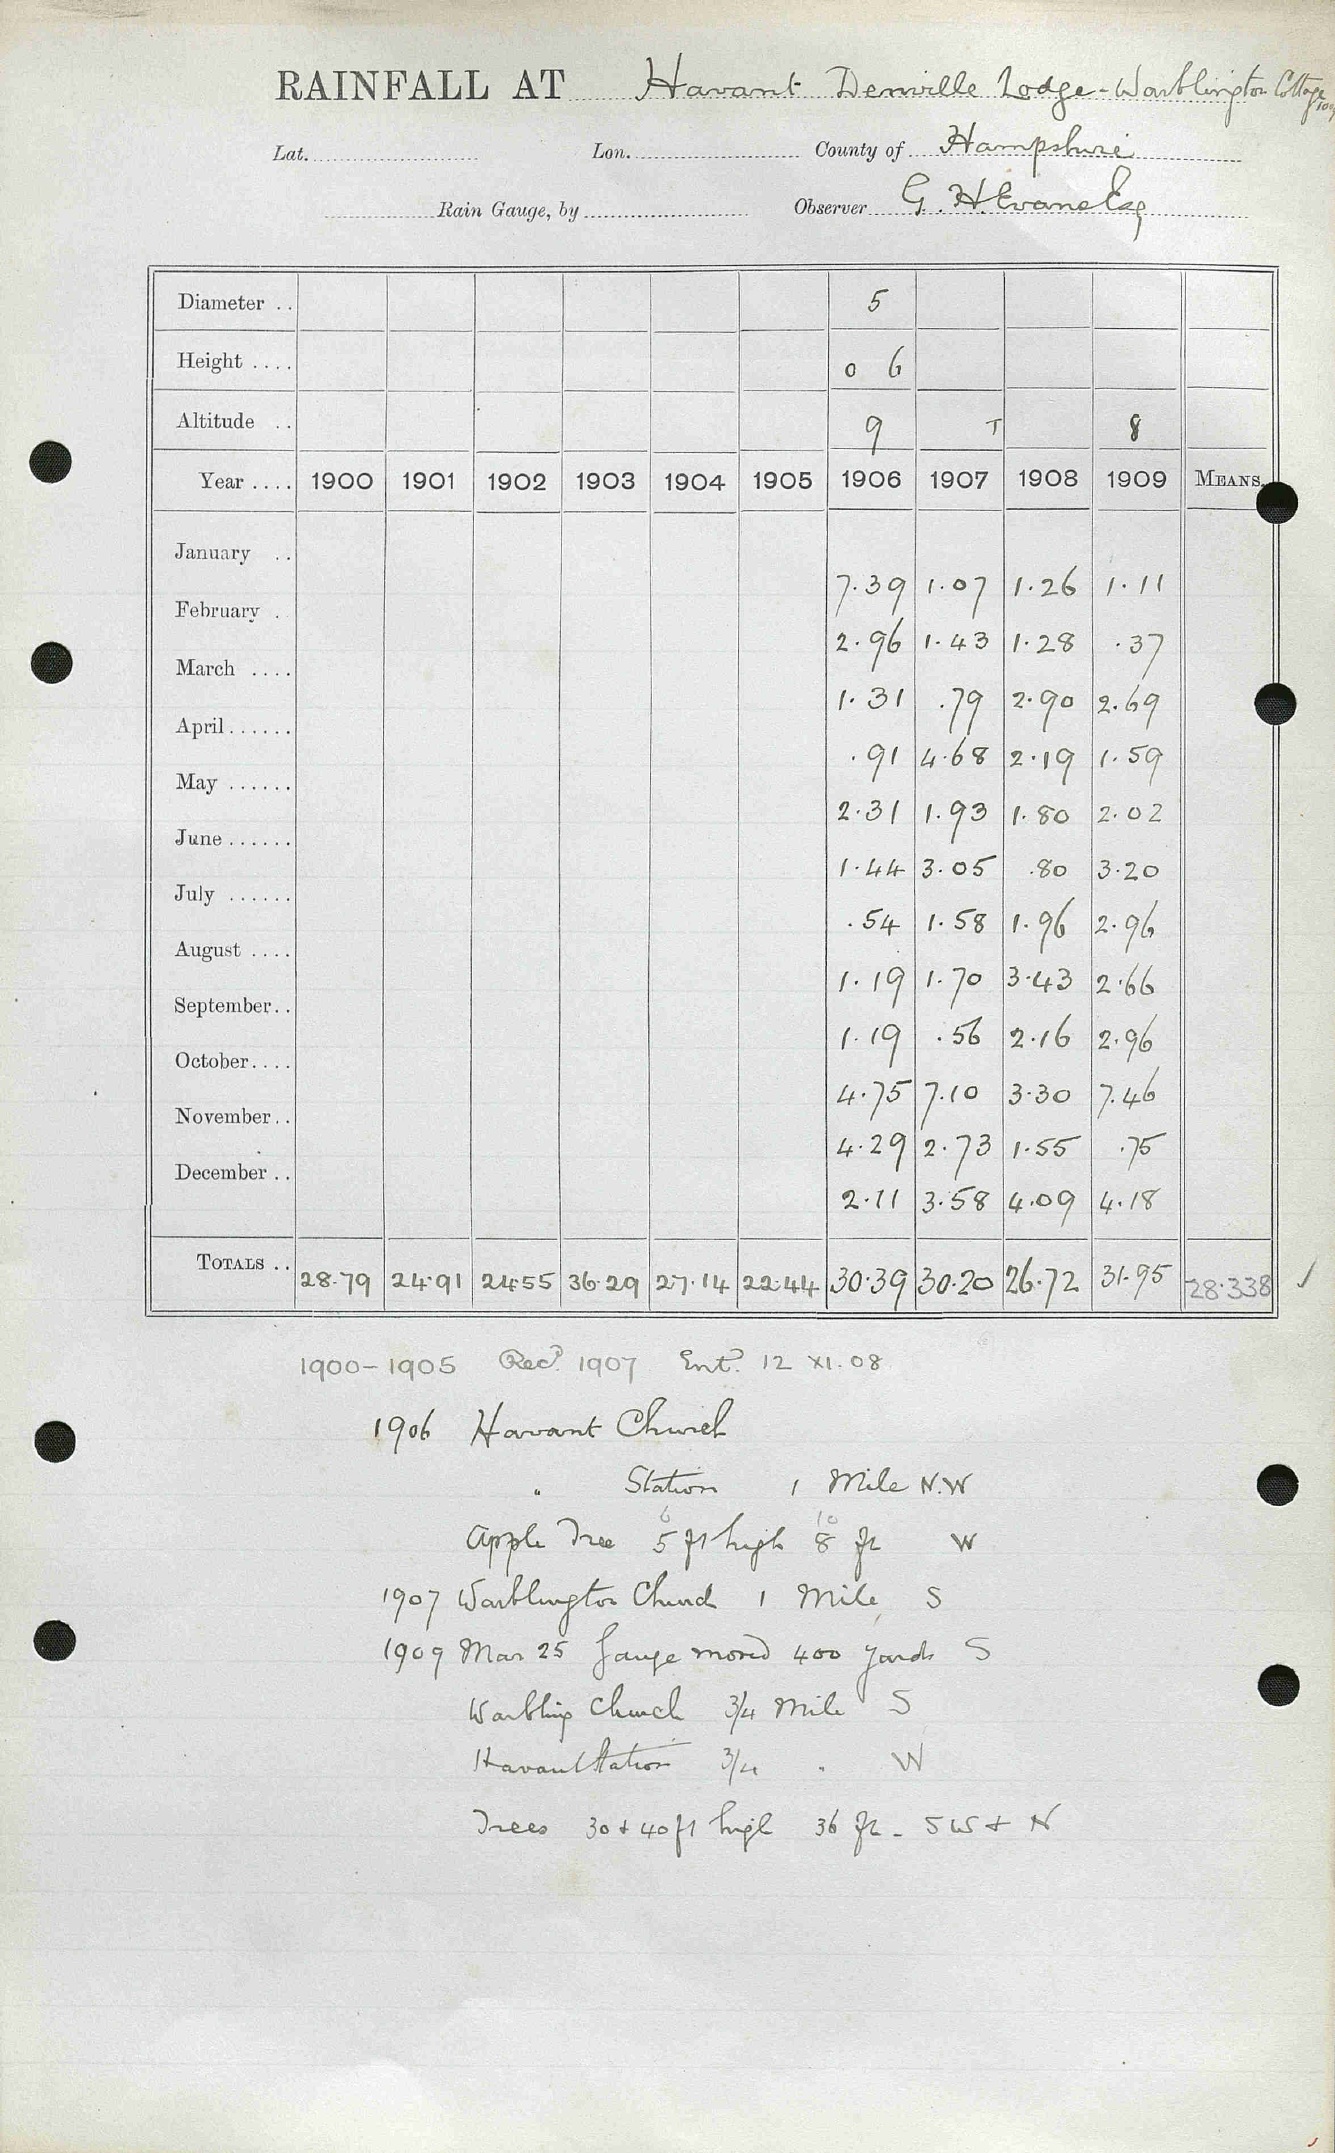 RAINFALL AT Havant Denville Lodge - Warblington Cottage
Lat. Lon. County of Hampshire
Rain Gauge, by Observer G. H. Evans Esq
Diameter .. 5
Height .... 0 6
Altitude .. 9 T 8
Year .... 1900 1901 1902 1903 1904 1905 1906 1907 1908 1909 MEANS.
January .. 7.39 1.07 1.26 1.11
February . 2.96 1.43 1.28 .37
March .... 1.31 .79 2.90 2.69
April...... .91 4.68 2.19 1.59
May ...... 2.31 1.93 1.80 2.02
June...... 1.44 3.05 .80 3.20
July ...... .54 1.58 1.96 2.96
August .... 1.19 1.70 3.43 2.66
September.. 1.19 .56 2.16 2.96
October.... 4.75 7.10 3.30 7.46
November.. 4.29 2.73 1.55 .75
December .. 2.11 3.58 4.09 4.18
TOTALS .. 28.79 24.91 24.55 36.29 27.14 22.44 30.39 30.20 26.72 31.95 28.338 ✓
1900-1905 Recd. 1907 Entd. 12 XI.08
1906 Havant Church
" Station 1 Mile N.W
6 10
Apple Tree 5 ft high 8 ft W
1907 Warblington Church 1 Mile S
1909 Mar 25 Gauge moved 400 yards S
Warbling Church 3/4 Mile S
Havant Station 3/4 " W
Trees 30 + 40 ft high 36 ft - SW + N